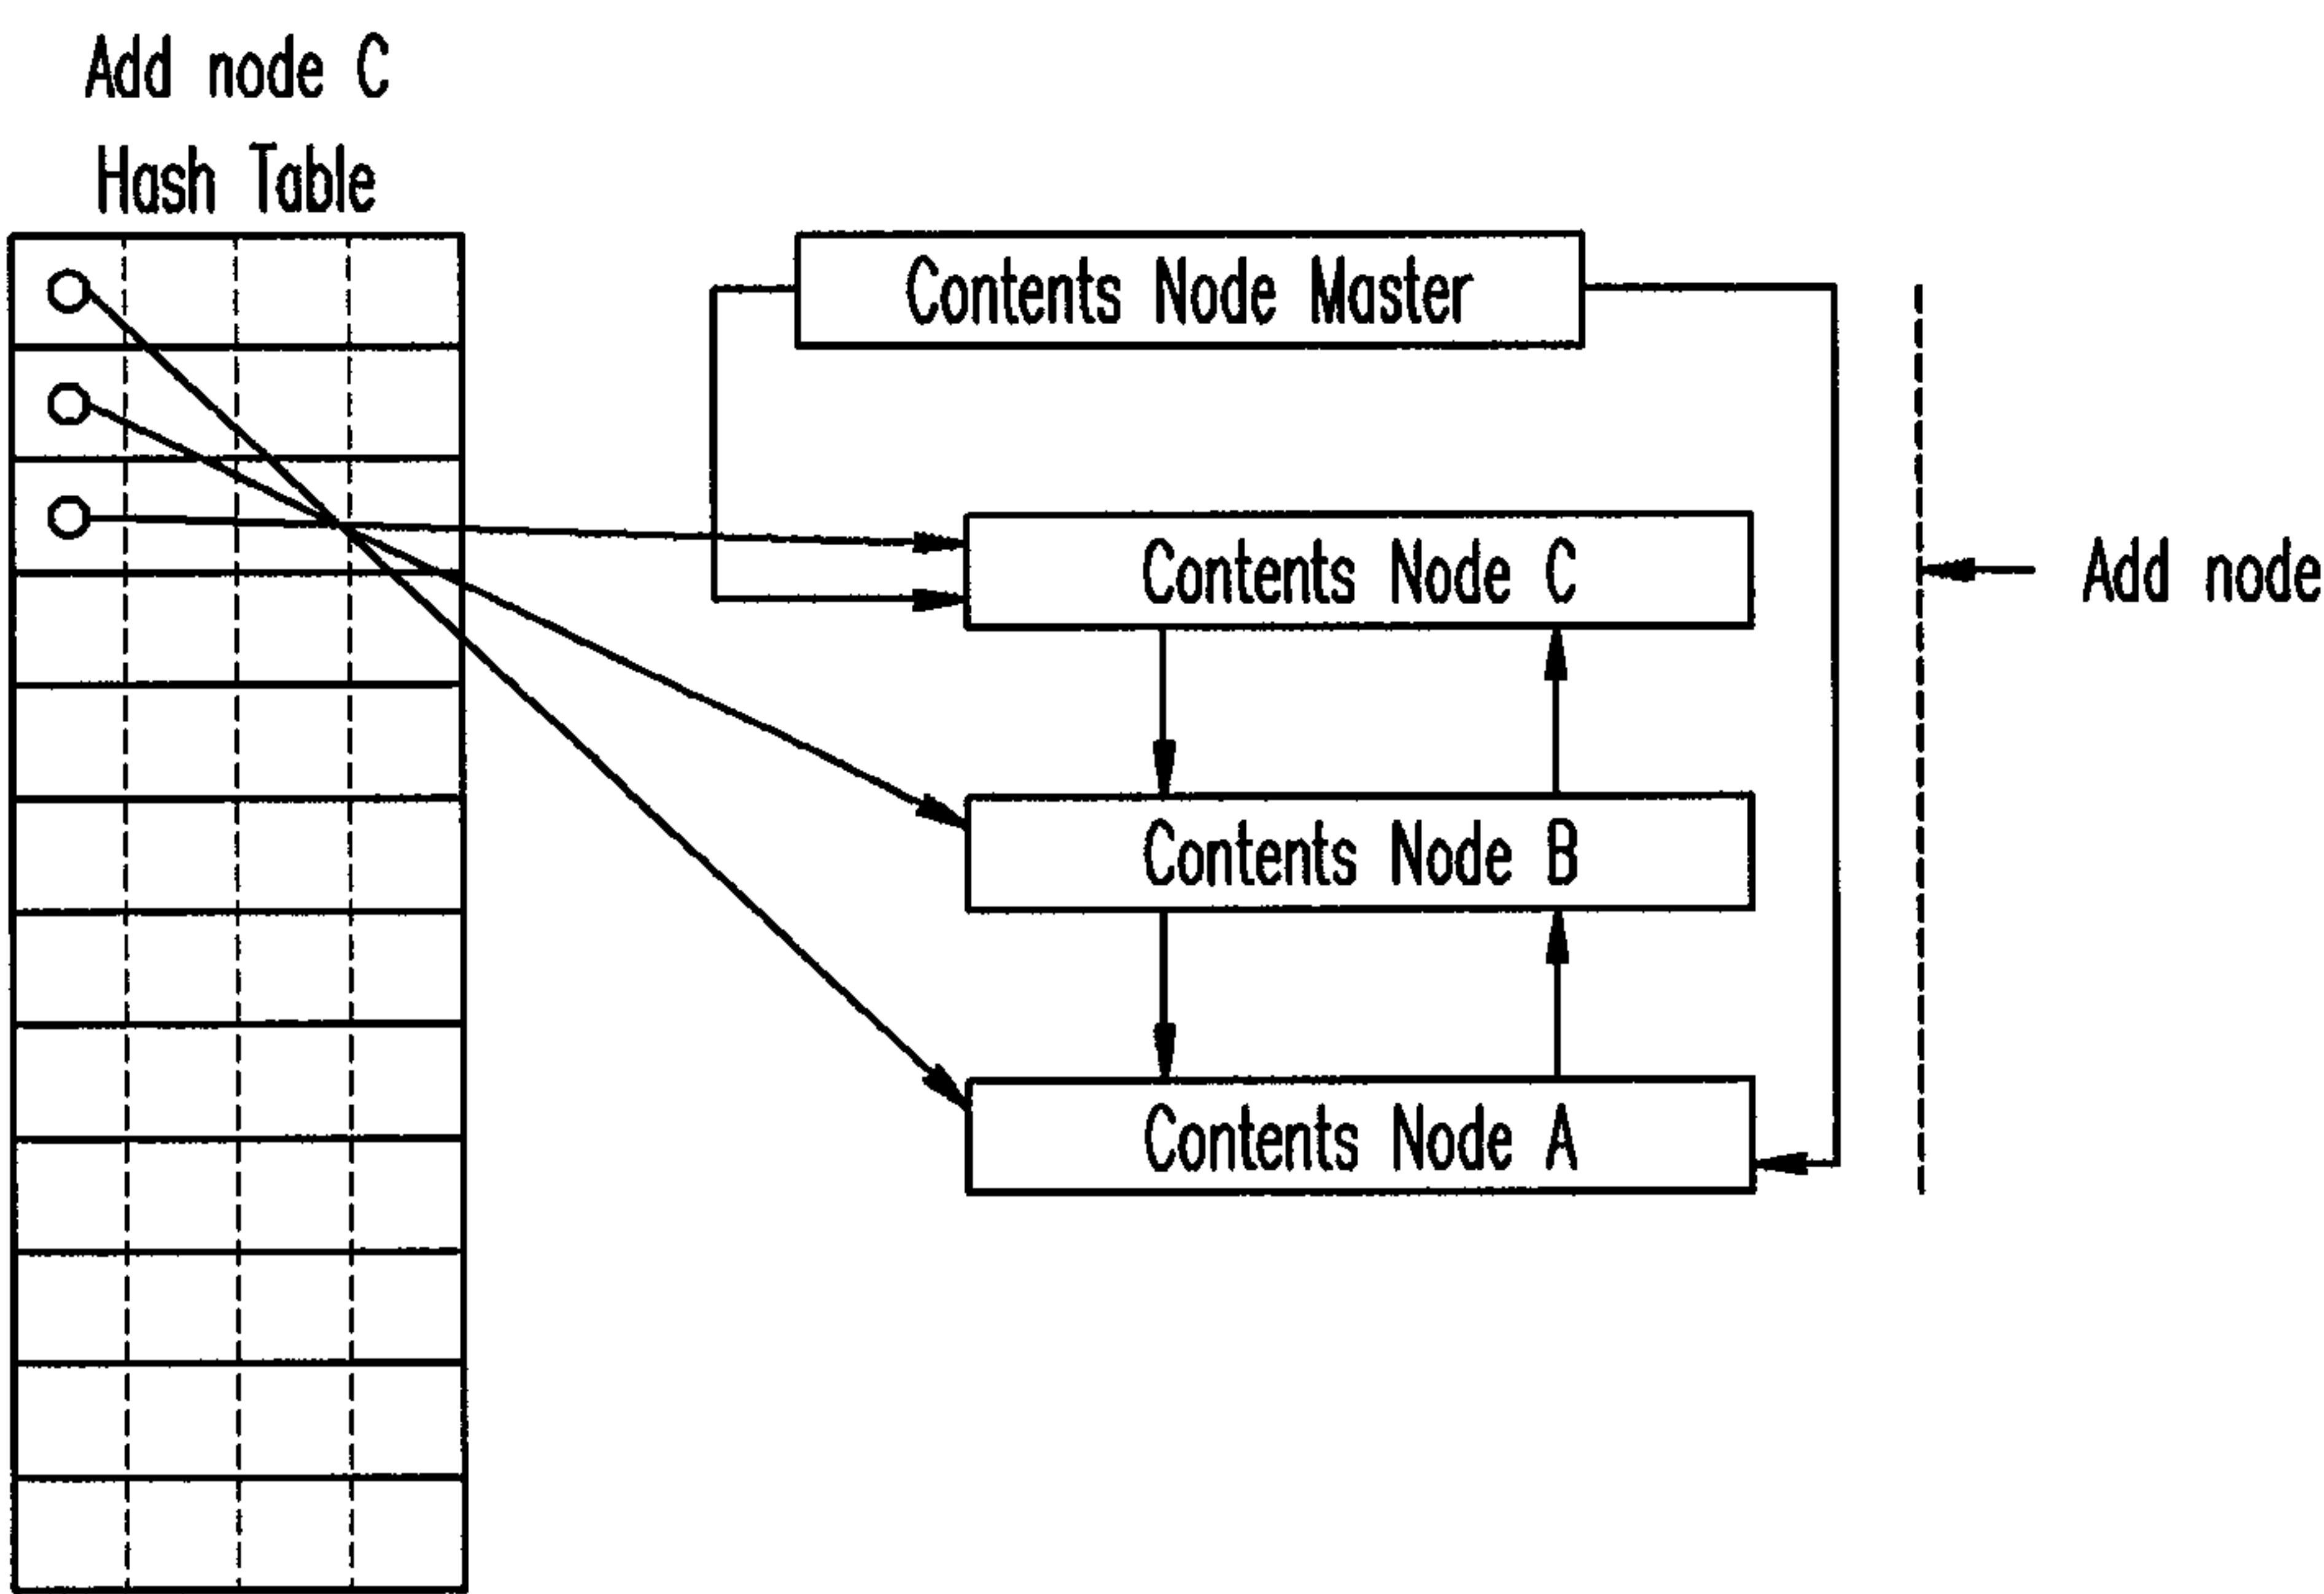 Add node C
Hash Table
Contents Node Master
Contents Node C
Add node
Contents Node B
Contents Node A